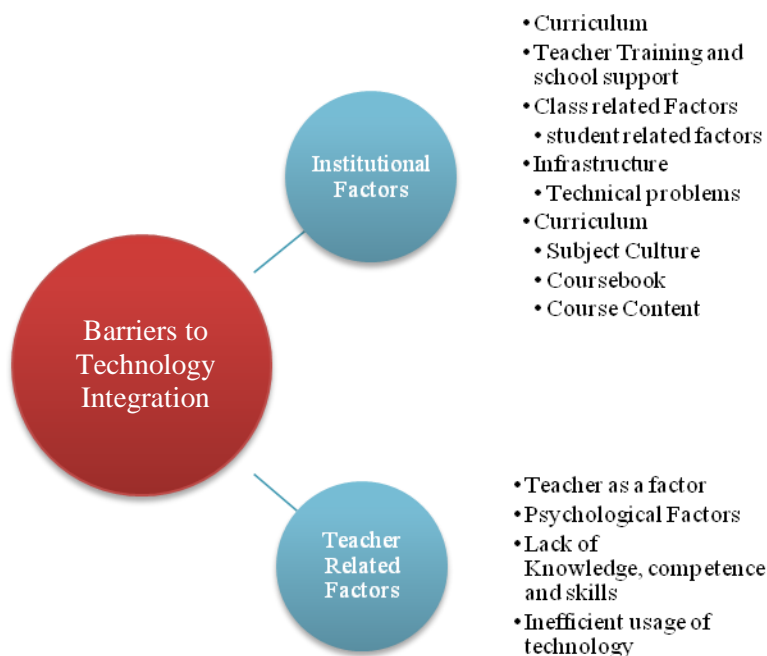 Barriers to
Technology
Integration
Institutional
Factors
• Curriculum
• Teacher Training and
school support
• Class related Factors
• student related factors
• Infrastructure
• Technical problems
• Curriculum
• Subject Culture
• Coursebook
• Course Content
Teacher
Related
Factors
• Teacher as a factor
• Psychological Factors
• Lack of
Knowledge, competence
and skills
• Inefficient usage of
technology